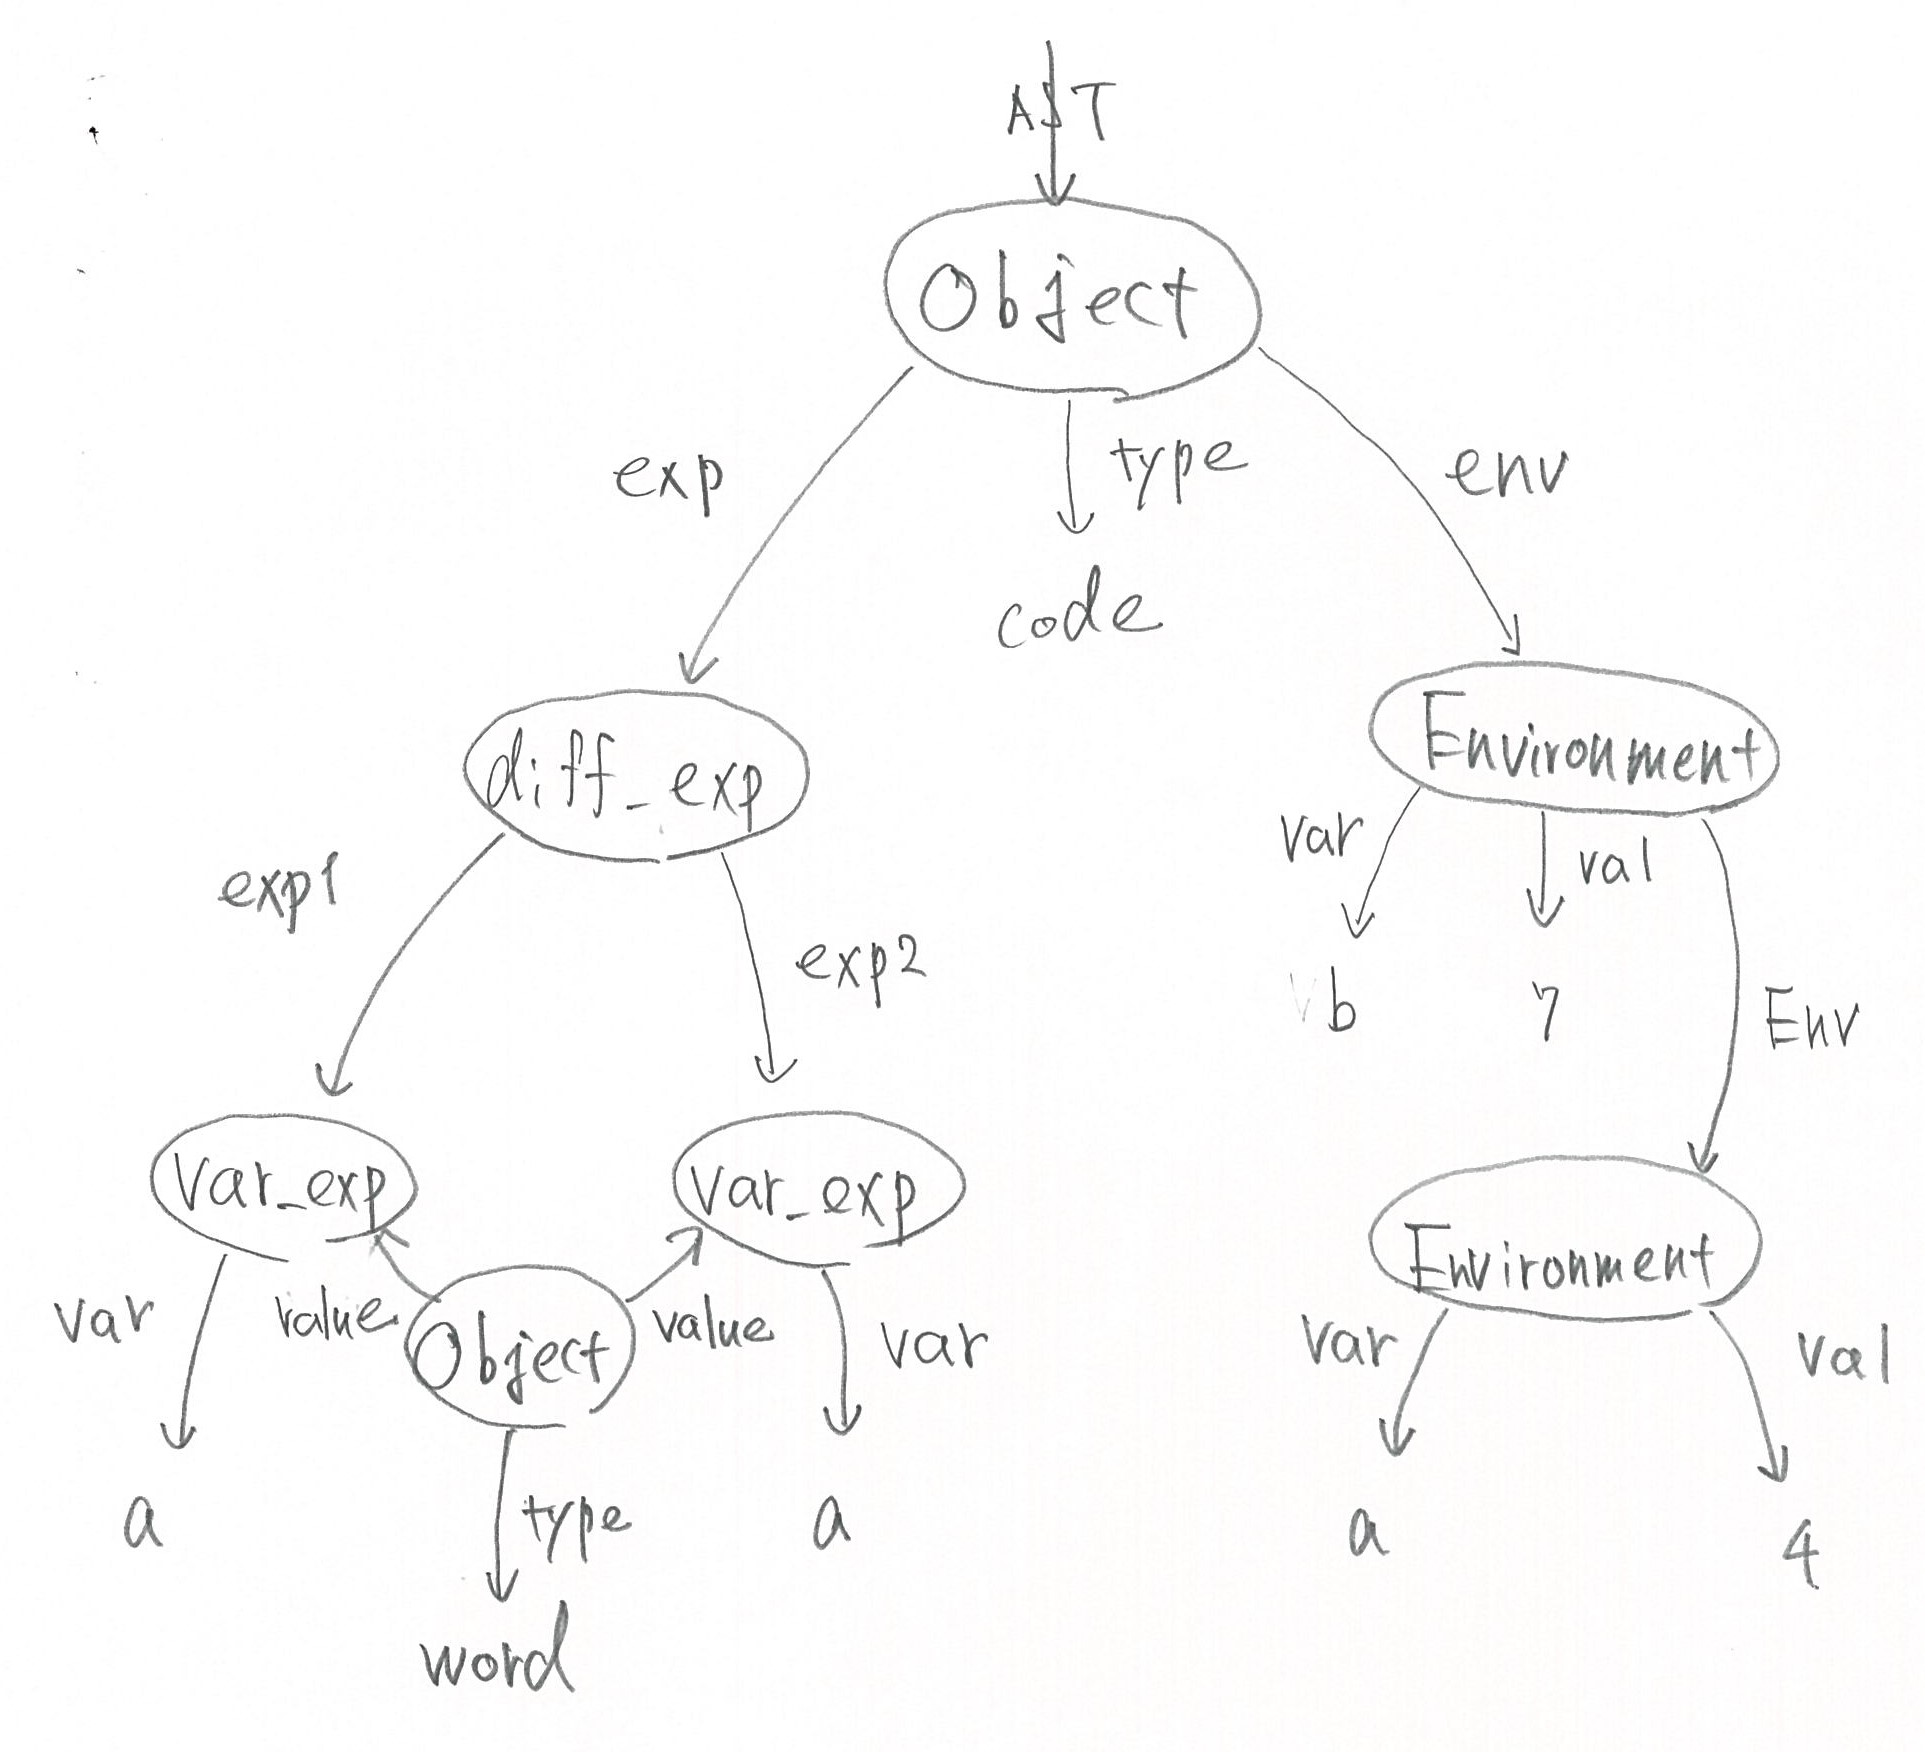 AST
Object
exp type env
code
diff_exp Environment
exp1 exp2 var val Env
b 7
var_exp var_exp Environment
var value Object value var var val
a type a a 4
word